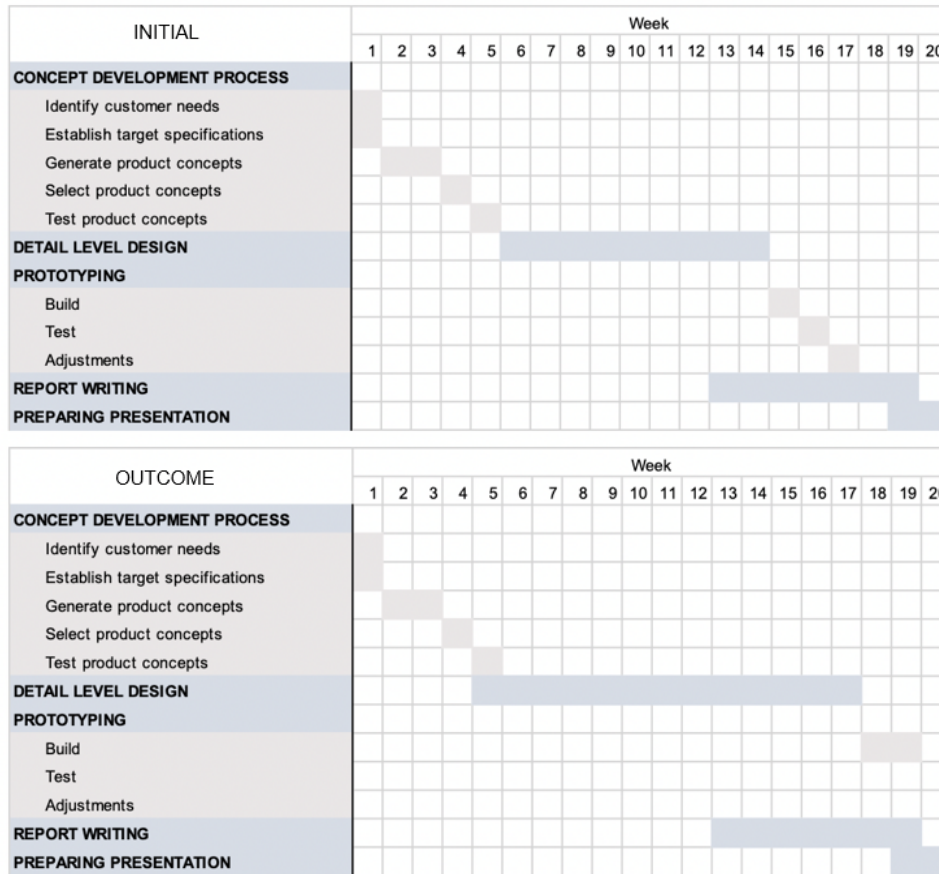 INITIAL
Week
1 2 3 4 5 6 7 8 9 10 11 12 13 14 15 16 17 18 19 20
CONCEPT DEVELOPMENT PROCESS
Identify customer needs
Establish target specifications
Generate product concepts
Select product concepts
Test product concepts
DETAIL LEVEL DESIGN
PROTOTYPING
Build
Test
Adjustments
REPORT WRITING
PREPARING PRESENTATION
OUTCOME
Week
1 2 3 4 5 6 7 8 9 10 11 12 13 14 15 16 17 18 19
CONCEPT DEVELOPMENT PROCESS
Identify customer needs
Establish target specifications
Generate product concepts
Select product concepts
Test product concepts
DETAIL LEVEL DESIGN
PROTOTYPING
Build
Test
Adjustments
REPORT WRITING
PREPARING PRESENTATION